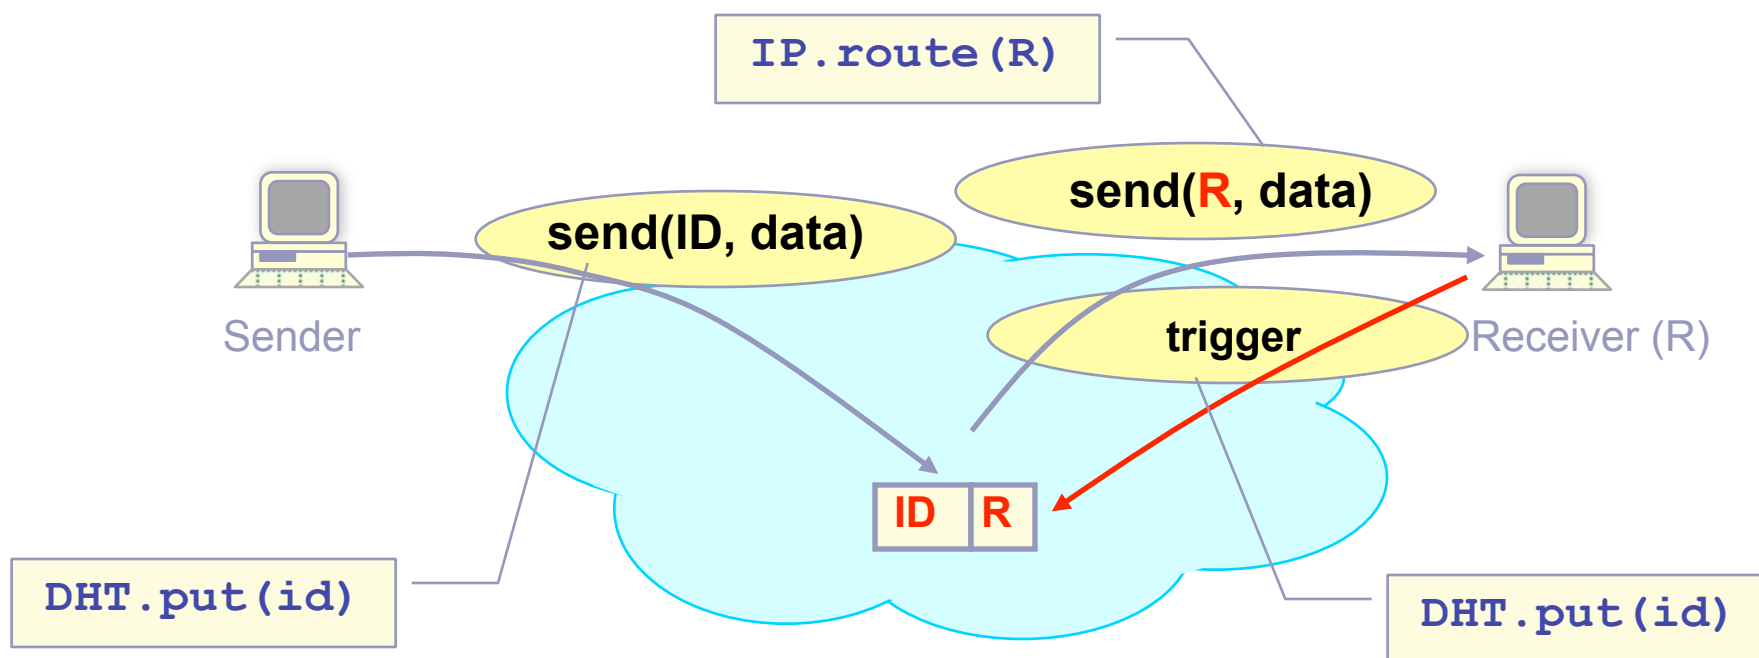 IP.route(R)
send(R, data)
send(ID, data)
Sender
trigger
Receiver (R)
ID R
DHT.put(id)
DHT.put(id)